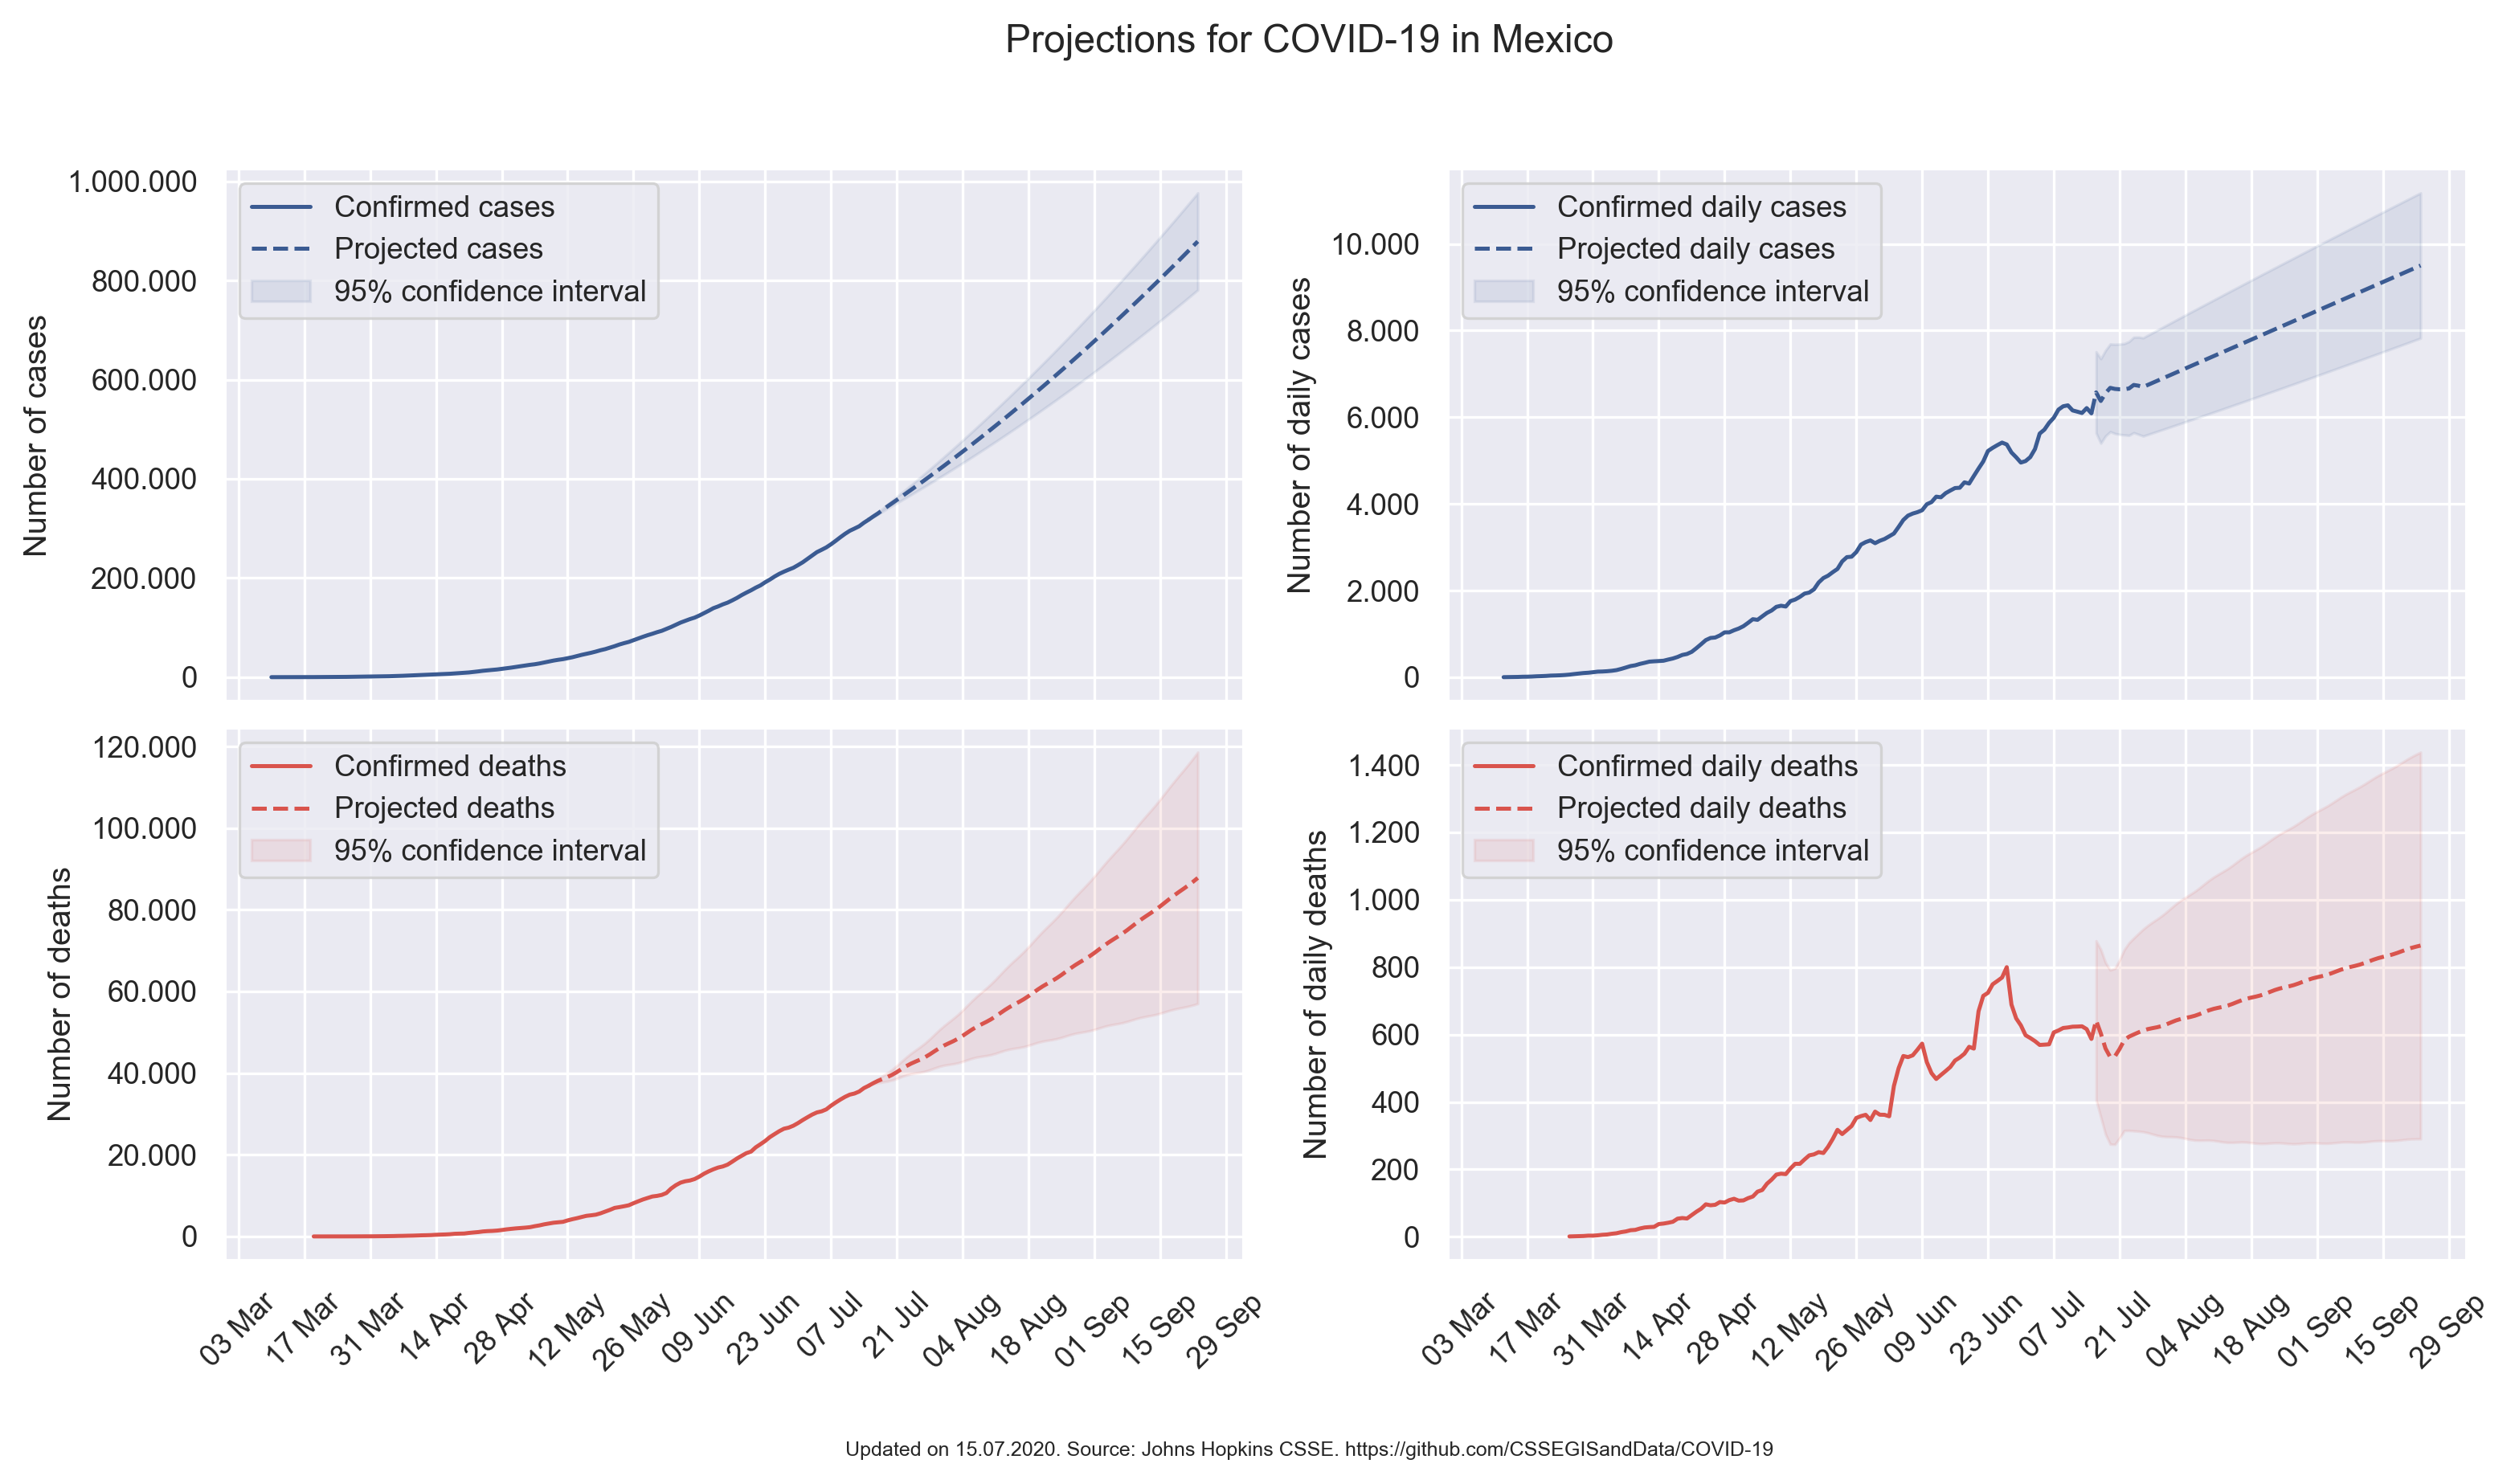 Projections for COVID-19 in Mexico
Number of cases
1.000.000
800.000
600.000
400.000
200.000
0
Confirmed cases
Projected cases
95% confidence interval
Number of daily cases
10.000
8.000
6.000
4.000
2.000
0
Confirmed daily cases
Projected daily cases
95% confidence interval
Number of deaths
120.000
100.000
80.000
60.000
40.000
20.000
0
Confirmed deaths
Projected deaths
95% confidence interval
03 Mar
17 Mar
31 Mar
14 Apr
28 Apr
12 May
26 May
09 Jun
23 Jun
07 Jul
21 Jul
04 Aug
18 Aug
01 Sep
15 Sep
29 Sep
Number of daily deaths
1.400
1.200
1.000
800
600
400
200
0
Confirmed daily deaths
Projected daily deaths
95% confidence interval
03 Mar
17 Mar
31 Mar
14 Apr
28 Apr
12 May
26 May
09 Jun
23 Jun
07 Jul
21 Jul
04 Aug
18 Aug
01 Sep
15 Sep
29 Sep
Updated on 15.07.2020. Source: Johns Hopkins CSSE. https://github.com/CSSEGISandData/COVID-19